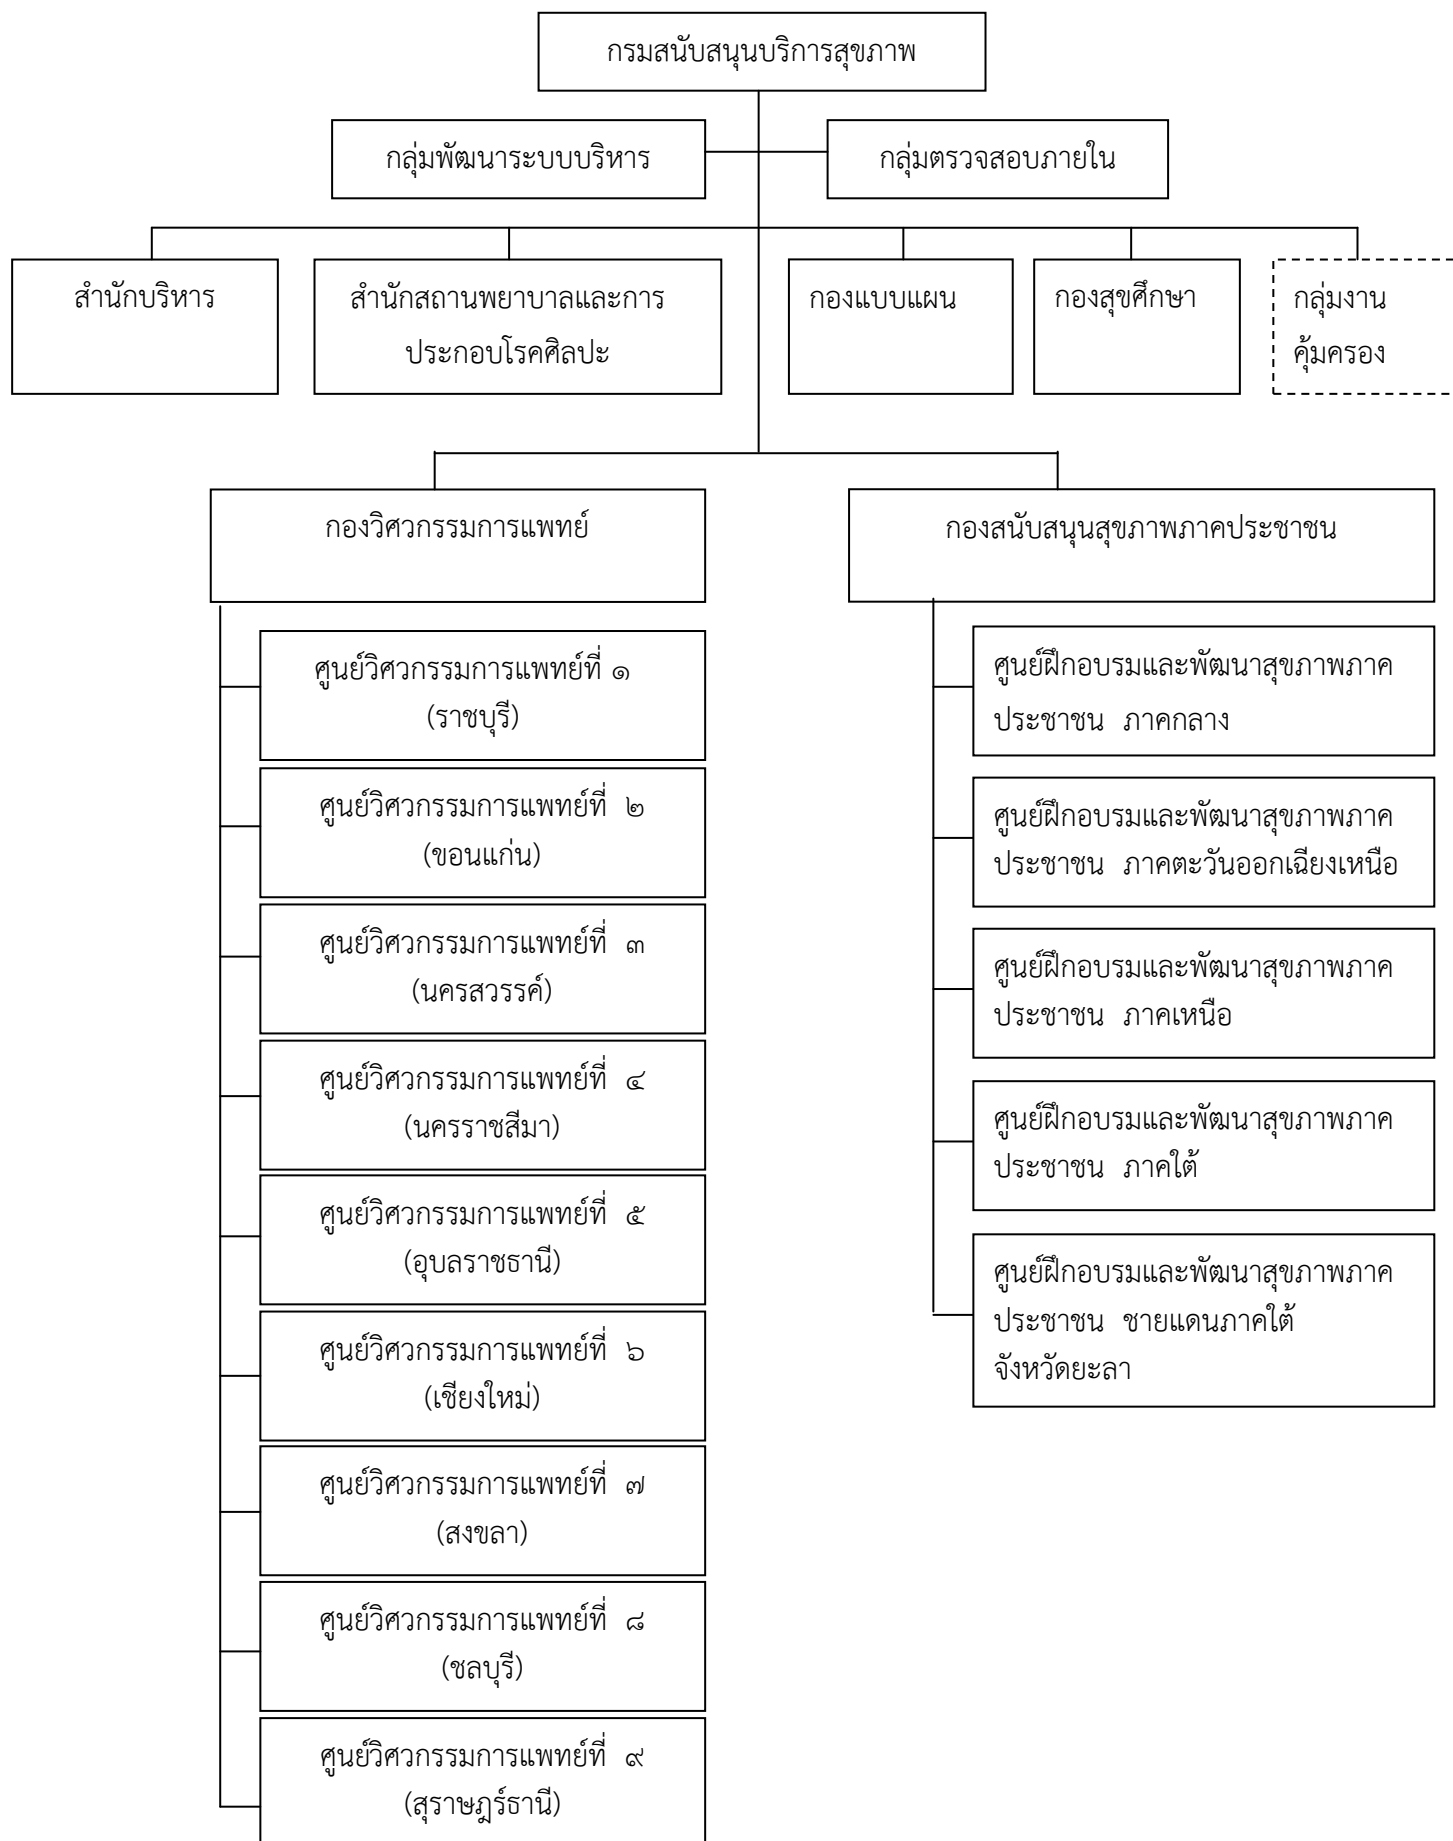 กรมสนับสนุนบริการสุขภาพ
กลุ่มพัฒนาระบบบริหาร
กลุ่มตรวจสอบภายใน
สำนักบริหาร
สำนักสถานพยาบาลและการ
ประกอบโรคศิลปะ
กองแบบแผน
กองสุขศึกษา
กลุ่มงาน
คุ้มครอง
กองวิศวกรรมการแพทย์
ศูนย์วิศวกรรมการแพทย์ที่ ๑
(ราชบุรี)
ศูนย์วิศวกรรมการแพทย์ที่ ๒
(ขอนแก่น)
ศูนย์วิศวกรรมการแพทย์ที่ ๓
(นครสวรรค์)
ศูนย์วิศวกรรมการแพทย์ที่ ๔
(นครราชสีมา)
ศูนย์วิศวกรรมการแพทย์ที่ ๕
(อุบลราชธานี)
ศูนย์วิศวกรรมการแพทย์ที่ ๖
(เชียงใหม่)
ศูนย์วิศวกรรมการแพทย์ที่ ๗
(สงขลา)
ศูนย์วิศวกรรมการแพทย์ที่ ๘
(ชลบุรี)
ศูนย์วิศวกรรมการแพทย์ที่ ๙
(สุราษฎร์ธานี)
กองสนับสนุนสุขภาพภาคประชาชน
ศูนย์ฝึกอบรมและพัฒนาสุขภาพภาค
ประชาชน ภาคกลาง
ศูนย์ฝึกอบรมและพัฒนาสุขภาพภาค
ประชาชน ภาคตะวันออกเฉียงเหนือ
ศูนย์ฝึกอบรมและพัฒนาสุขภาพภาค
ประชาชน ภาคเหนือ
ศูนย์ฝึกอบรมและพัฒนาสุขภาพภาค
ประชาชน ภาคใต้
ศูนย์ฝึกอบรมและพัฒนาสุขภาพภาค
ประชาชน ชายแดนภาคใต้
จังหวัดยะลา